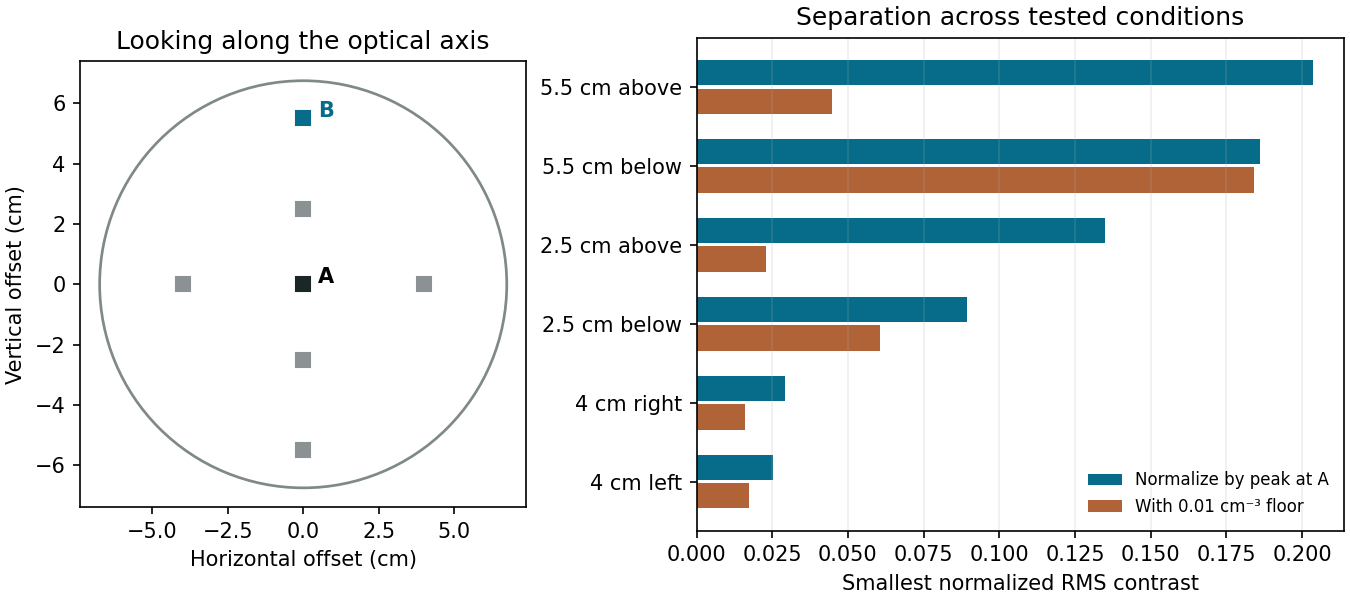 Looking along the optical axis
B
A
6
4
2
0
−2
−4
−6
Vertical offset (cm)
−5.0 −2.5 0.0 2.5 5.0
Horizontal offset (cm)
Separation across tested conditions
5.5 cm above
5.5 cm below
2.5 cm above
2.5 cm below
4 cm right
4 cm left
Normalize by peak at A
With 0.01 cm⁻³ floor
0.000 0.025 0.050 0.075 0.100 0.125 0.150 0.175 0.200
Smallest normalized RMS contrast